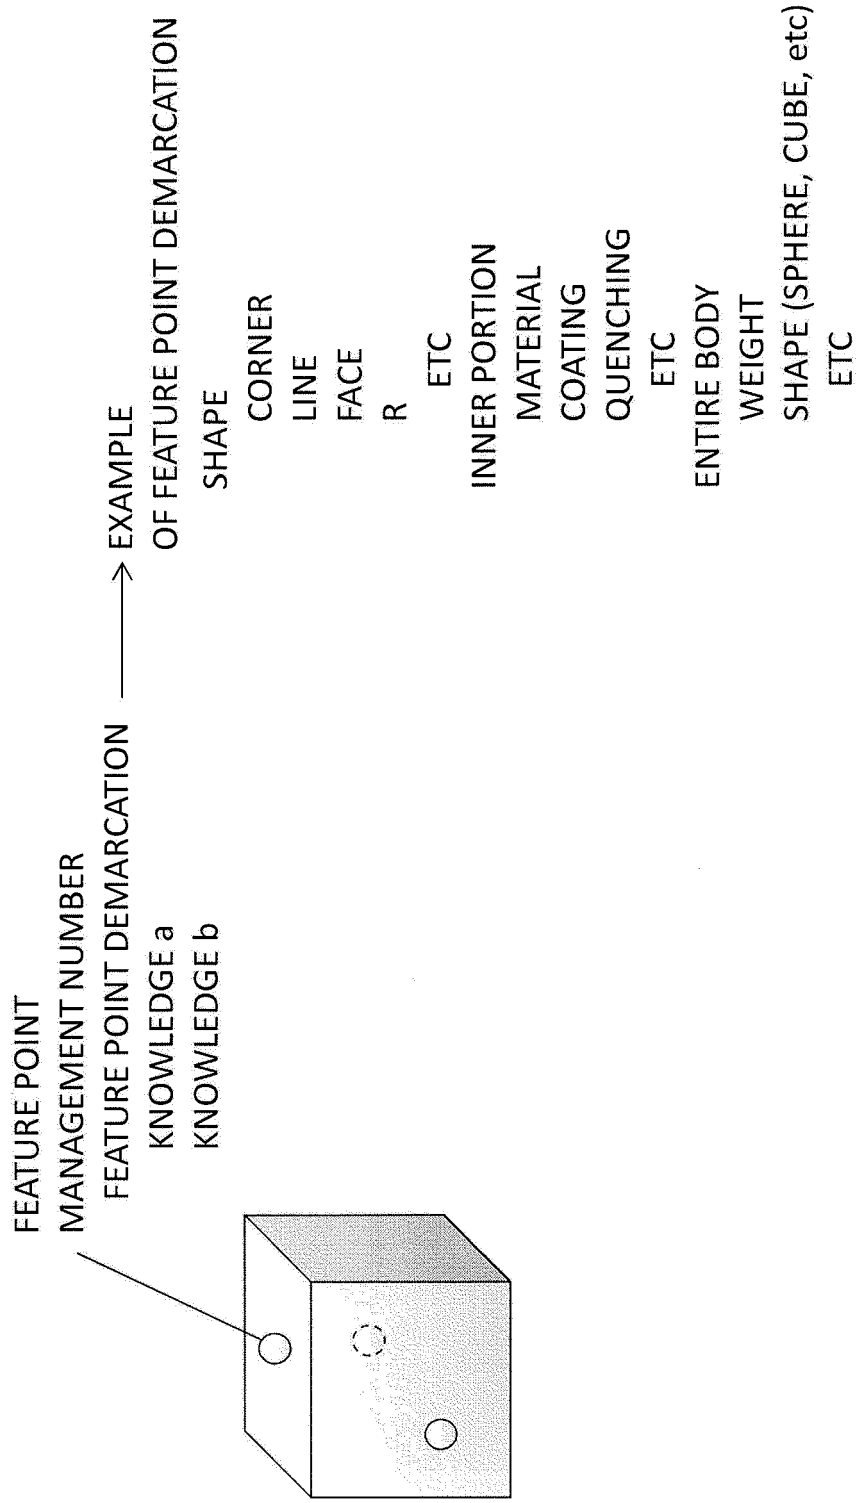 FEATURE POINT
MANAGEMENT NUMBER
FEATURE POINT DEMARCATION
KNOWLEDGE a
KNOWLEDGE b
EXAMPLE
OF FEATURE POINT DEMARCATION
SHAPE
CORNER
LINE
FACE
R
ETC
INNER PORTION
MATERIAL
COATING
QUENCHING
ETC
ENTIRE BODY
WEIGHT
SHAPE (SPHERE, CUBE, etc)
ETC